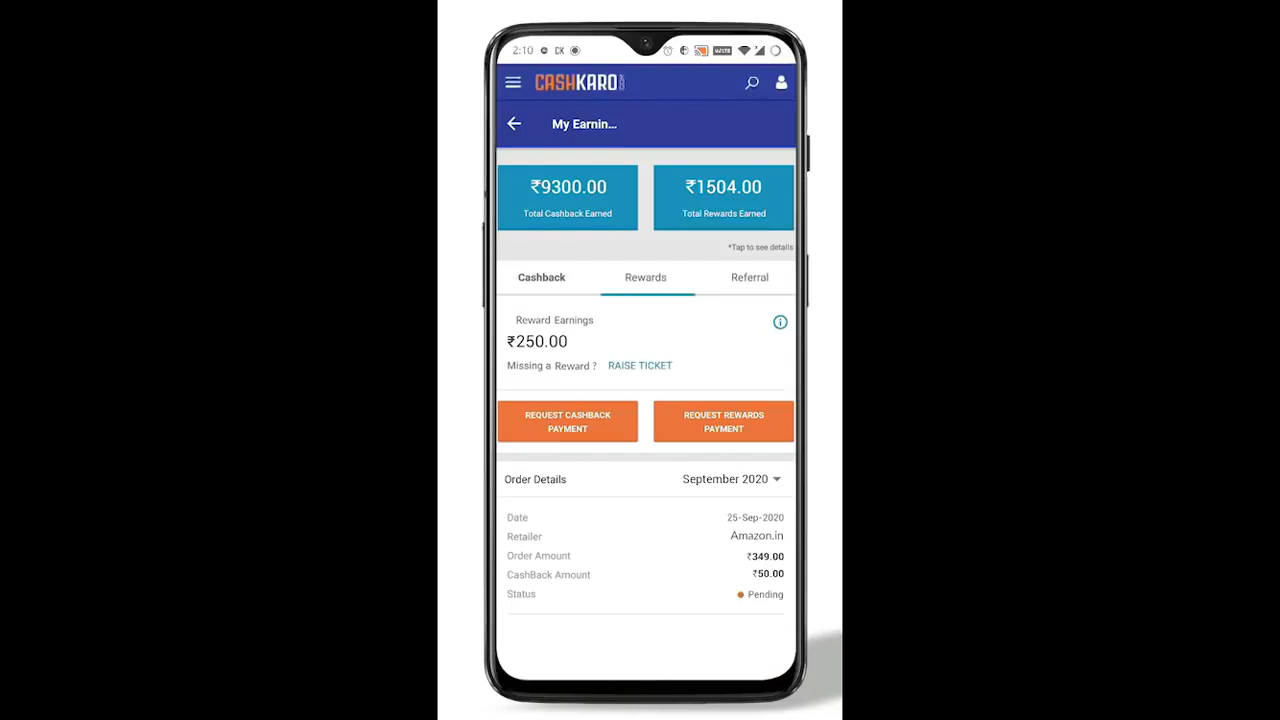 2:10 CK VoLTE
CASHKARO.COM
My Earnin...
₹9300.00 ₹1504.00
Total Cashback Earned Total Rewards Earned
*Tap to see details
Cashback Rewards Referral
Reward Earnings
₹250.00
Missing a Reward ? RAISE TICKET
REQUEST CASHBACK PAYMENT
REQUEST REWARDS PAYMENT
Order Details September 2020
Date 25-Sep-2020
Retailer Amazon.in
Order Amount ₹349.00
CashBack Amount ₹50.00
Status Pending